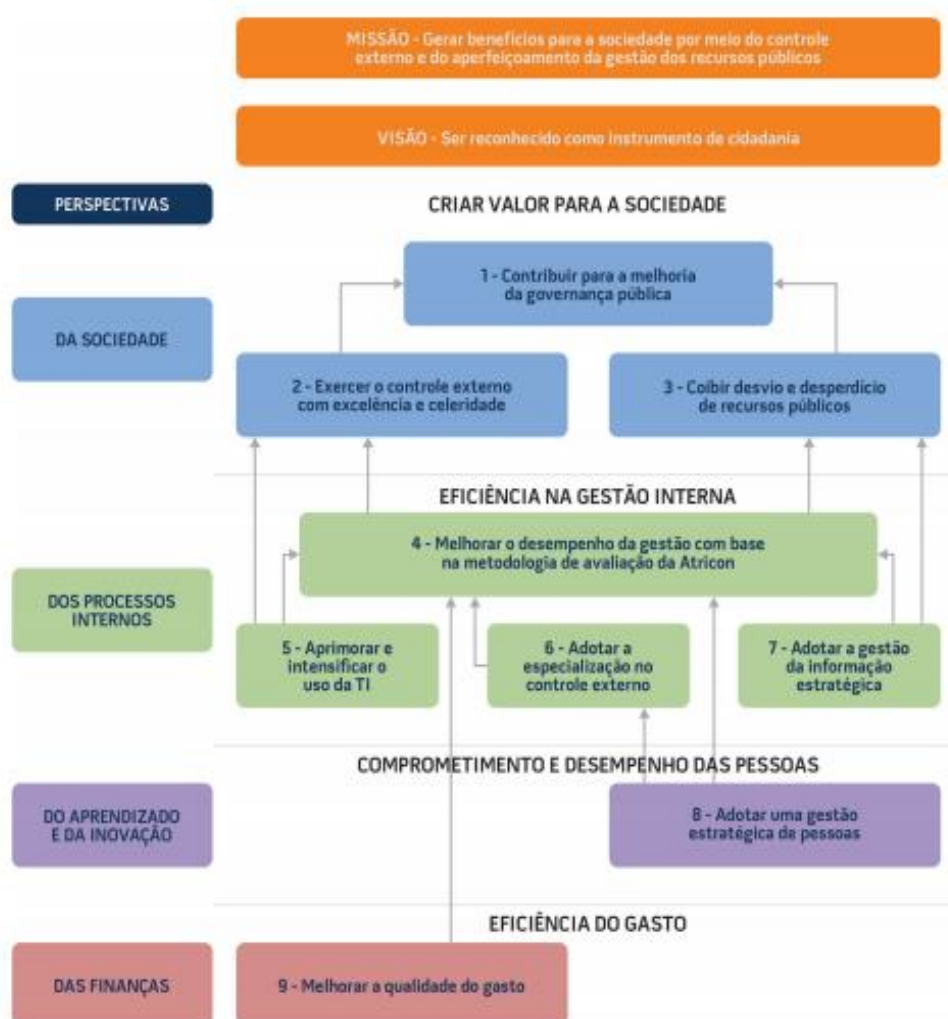 MISSÃO - Gerar benefícios para a sociedade por meio do controle
externo e do aperfeiçoamento da gestão dos recursos públicos
VISÃO - Ser reconhecido como instrumento de cidadania
PERSPECTIVAS
CRIAR VALOR PARA A SOCIEDADE
DA SOCIEDADE
1 - Contribuir para a melhoria
da governança pública
2 - Exercer o controle externo
com excelência e celeridade
3 - Coibir desvio e desperdício
de recursos públicos
EFICIÊNCIA NA GESTÃO INTERNA
DOS PROCESSOS
INTERNOS
4 - Melhorar o desempenho da gestão com base
na metodologia de avaliação da Atricon
5 - Aprimorar e
intensificar o
uso da TI
6 - Adotar a
especialização no
controle externo
7 - Adotar a gestão
da informação
estratégica
COMPROMETIMENTO E DESEMPENHO DAS PESSOAS
DO APRENDIZADO
E DA INOVAÇÃO
8 - Adotar uma gestão
estratégica de pessoas
EFICIÊNCIA DO GASTO
DAS FINANÇAS
9 - Melhorar a qualidade do gasto